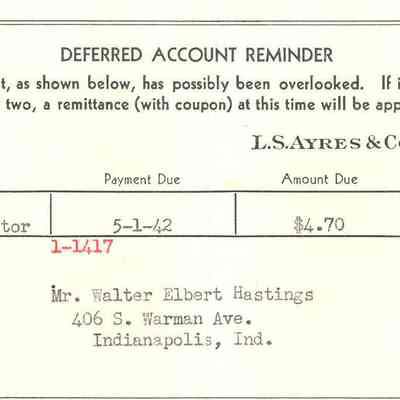 DEFERRED ACCOUNT REMINDER
t, as shown below, has possibly been overlooked. If i
two, a remittance (with coupon) at this time will be app
L.S.AYRES & Co
Payment Due Amount Due
tor 5-1-42 $4.70
1-1417
Mr. Walter Elbert Hastings
406 S. Warman Ave.
Indianapolis, Ind.